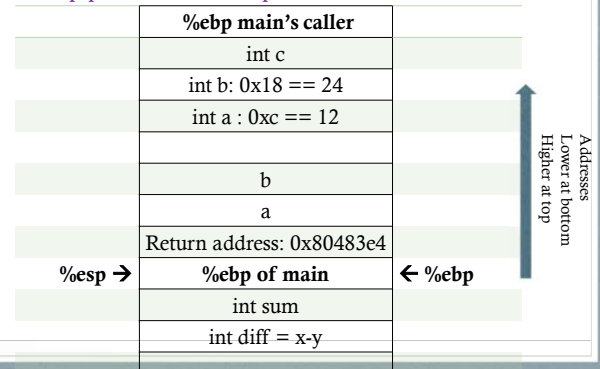 %ebp main's caller
int c
int b: 0x18 == 24
int a : 0xc == 12
b
a
Return address: 0x80483e4
%esp → %ebp of main ← %ebp
int sum
int diff = x-y
Addresses
Lower at bottom
Higher at top